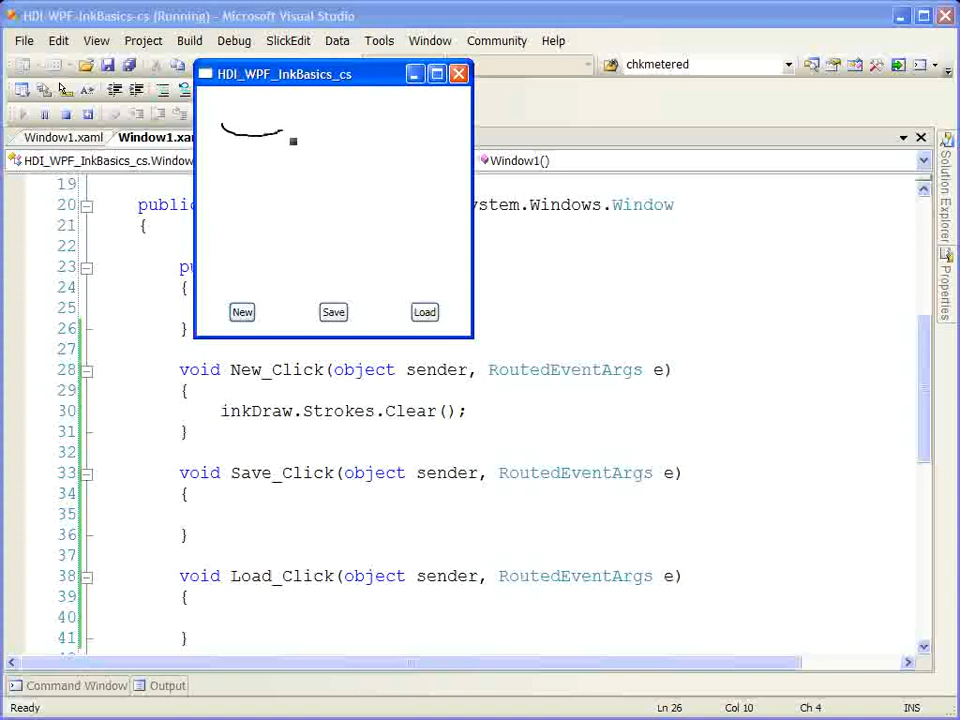 HDI-WPF-InkBasics-cs (Running) - Microsoft Visual Studio
File Edit View Project Build Debug SlickEdit Data Tools Window Community Help
chkmetered
HDI_WPF_InkBasics_cs
Window1.xaml Window1.xa
HDI_WPF_InkBasics_cs.Window Window1()
19
20 public ystem.Windows.Window
21 {
22
23 pu
24 {
25
26 }
27
28 void New_Click(object sender, RoutedEventArgs e)
29 {
30 inkDraw.Strokes.Clear();
31 }
32
33 void Save_Click(object sender, RoutedEventArgs e)
34 {
35
36 }
37
38 void Load_Click(object sender, RoutedEventArgs e)
39 {
40
41 }
New Save Load
Solution Explorer
Properties
Command Window Output
Ready Ln 26 Col 10 Ch 4 INS